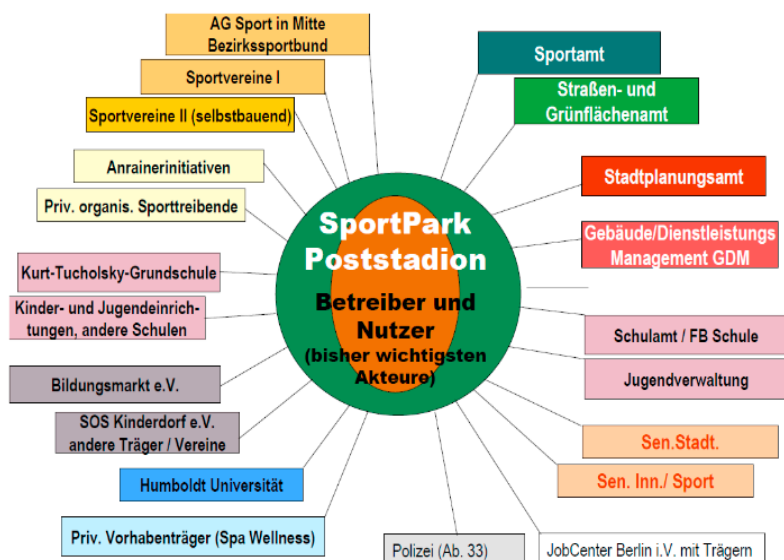 AG Sport in Mitte
Bezirkssportbund
Sportvereine I
Sportvereine II (selbstbauend)
Anrainerinitiativen
Priv. organis. Sporttreibende
Kurt-Tucholsky-Grundschule
Kinder- und Jugendeinrich-
tungen, andere Schulen
Bildungsmarkt e.V.
SOS Kinderdorf e.V.
andere Träger / Vereine
Humboldt Universität
Priv. Vorhabenträger (Spa Wellness)
SportPark
Poststadion
Betreiber und
Nutzer
(bisher wichtigsten
Akteure)
Sportamt
Straßen- und
Grünflächenamt
Stadtplanungsamt
Gebäude/Dienstleistungs
Management GDM
Schulamt / FB Schule
Jugendverwaltung
Sen.Stadt.
Sen. Inn./ Sport
Polizei (Ab. 33)
JobCenter Berlin i.V. mit Trägern